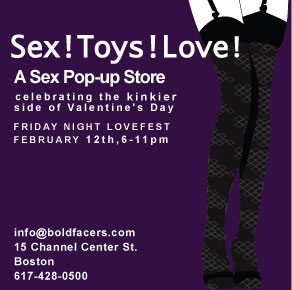 Sex!Toys!Love!
A Sex Pop-up Store
celebrating the kinkier
side of Valentine's Day
FRIDAY NIGHT LOVEFEST
FEBRUARY 12th,6-11pm
info@boldfacers.com
15 Channel Center St.
Boston
617-428-0500